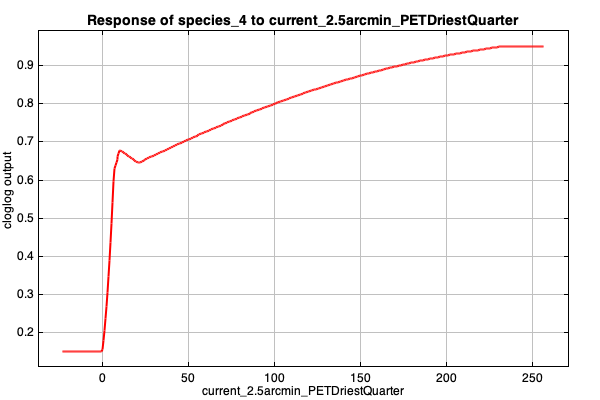 Response of species_4 to current_2.5arcmin_PETDriestQuarter
cloglog output
0.9
0.8
0.7
0.6
0.5
0.4
0.3
0.2
0 50 100 150 200 250
current_2.5arcmin_PETDriestQuarter